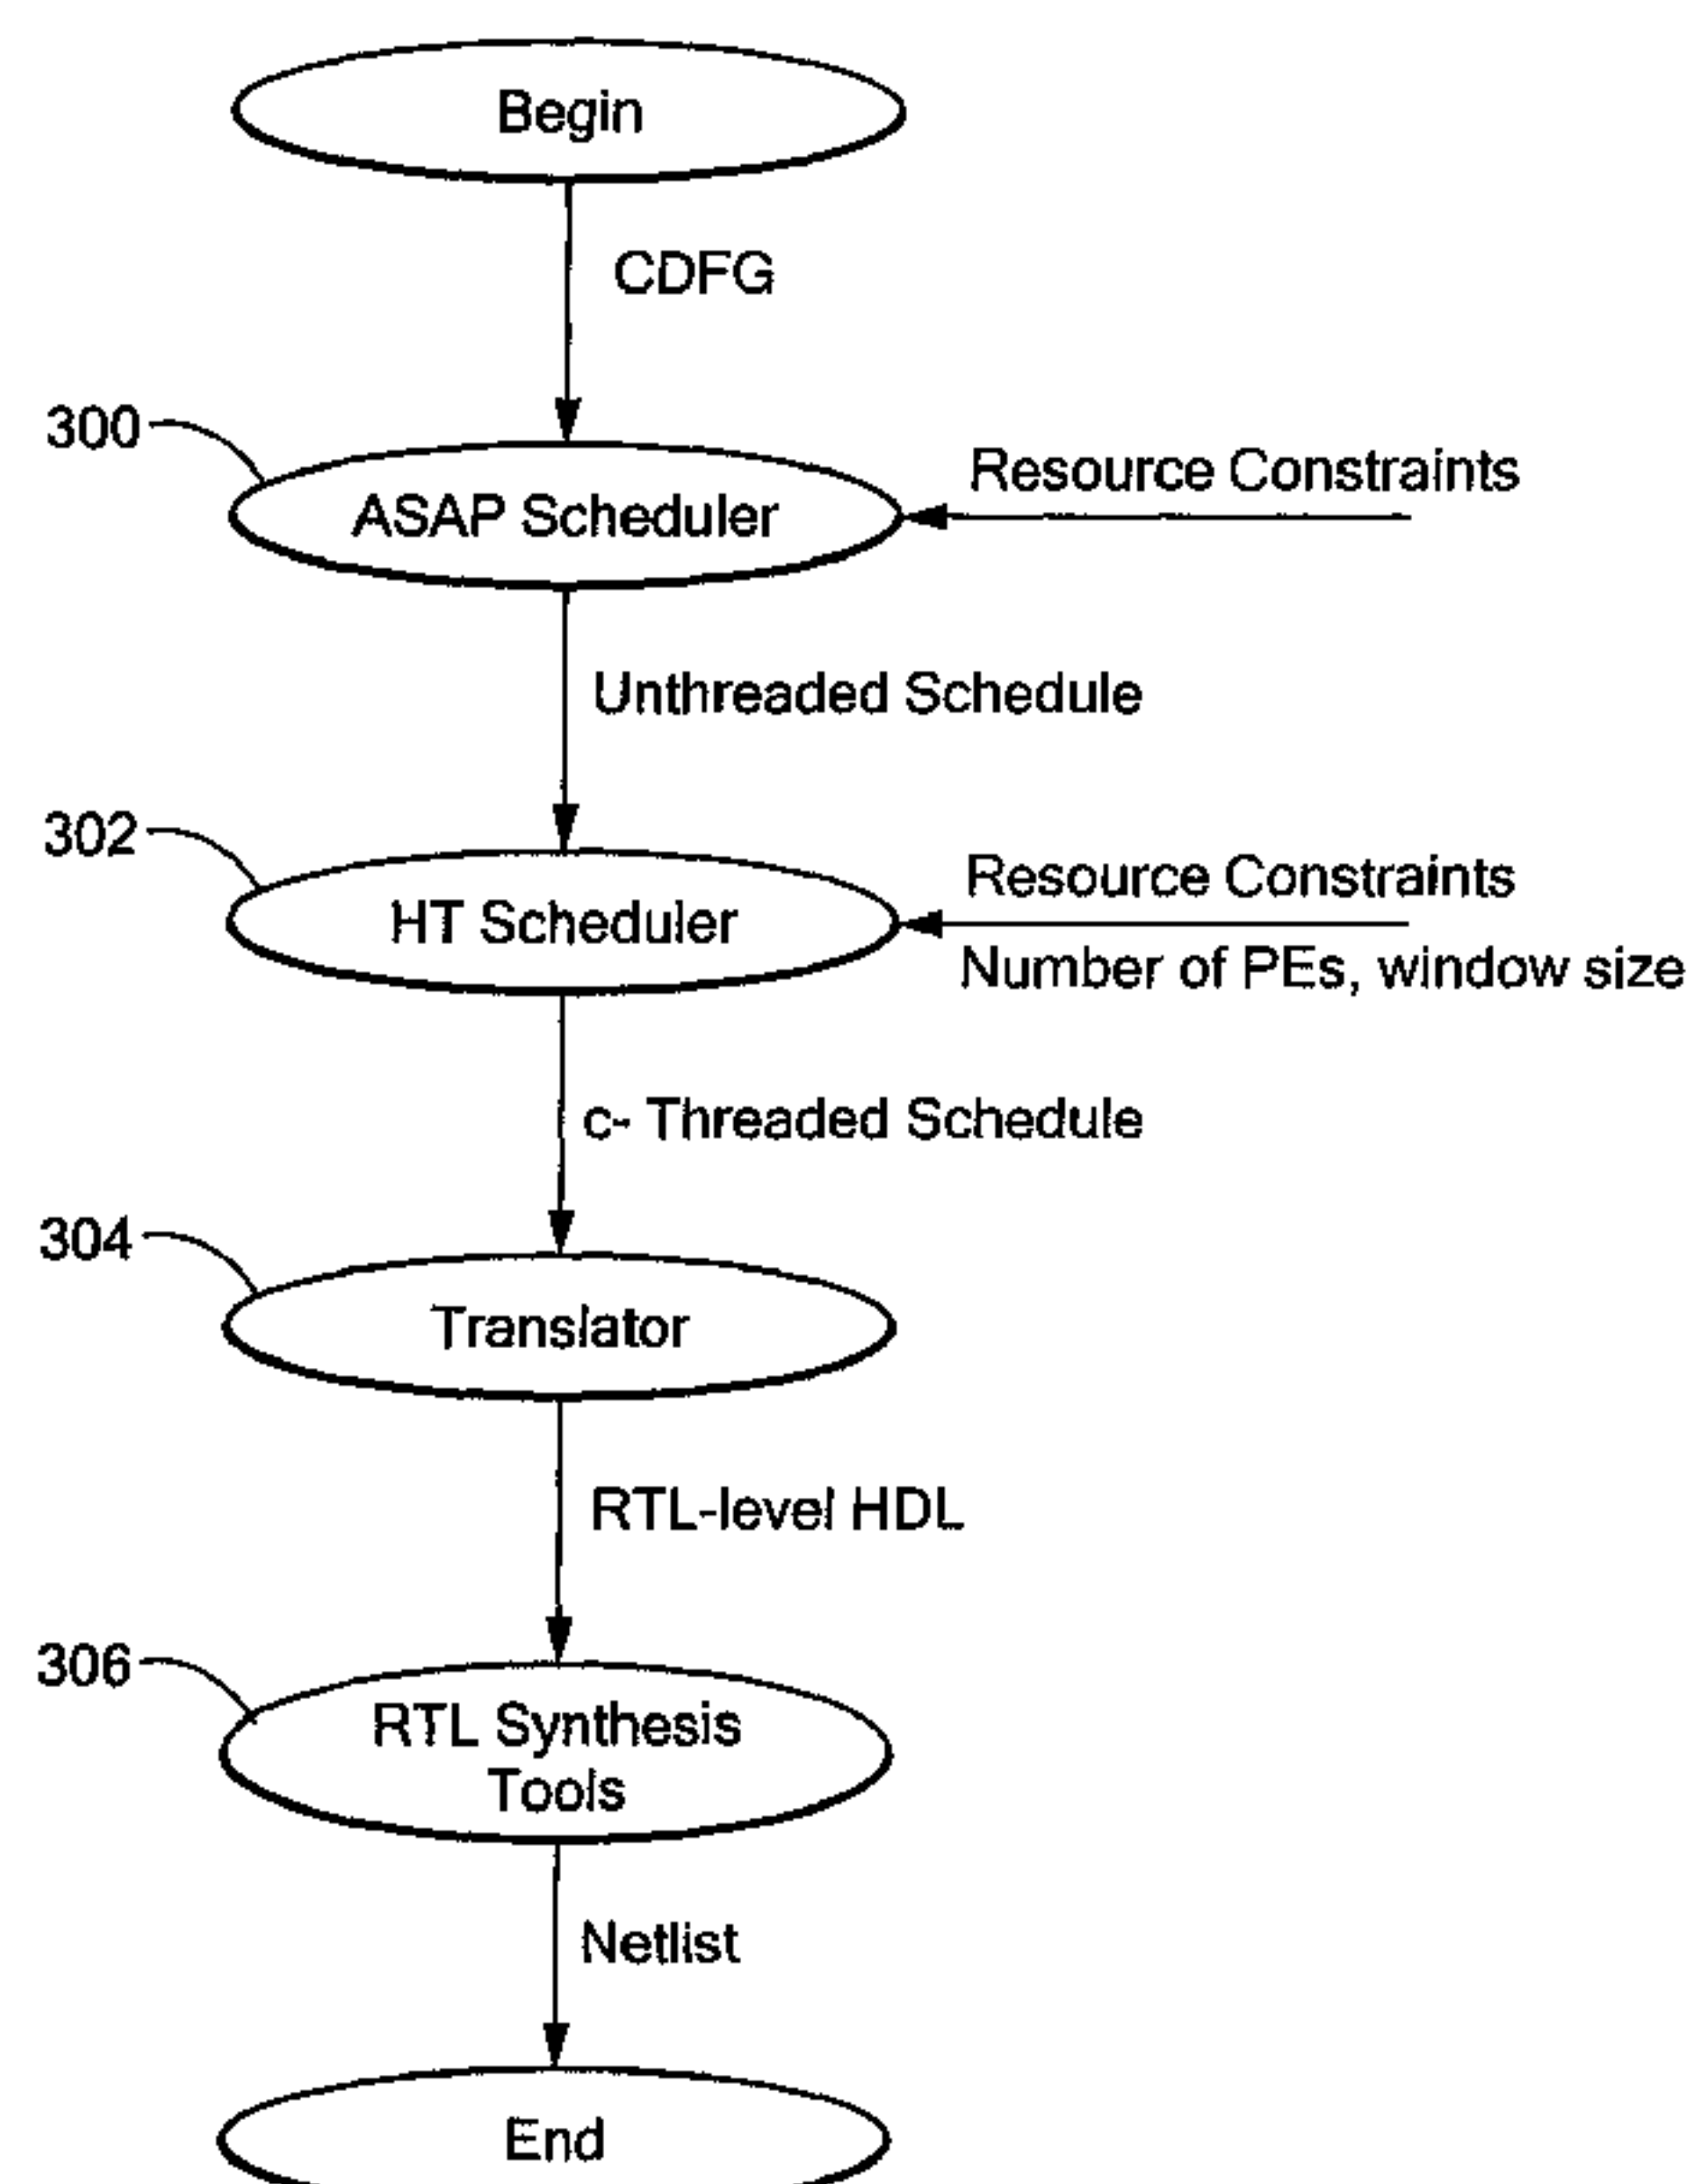 Begin
CDFG
300
ASAP Scheduler
Resource Constraints
Unthreaded Schedule
302
HT Scheduler
Resource Constraints
Number of PEs, window size
c- Threaded Schedule
304
Translator
RTL-level HDL
306
RTL Synthesis
Tools
Netlist
End